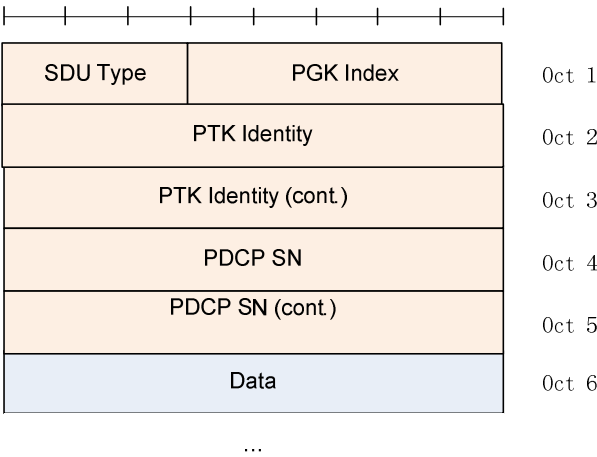 SDU Type PGK Index Oct 1
PTK Identity Oct 2
PTK Identity (cont.) Oct 3
PDCP SN Oct 4
PDCP SN (cont.) Oct 5
Data Oct 6
...